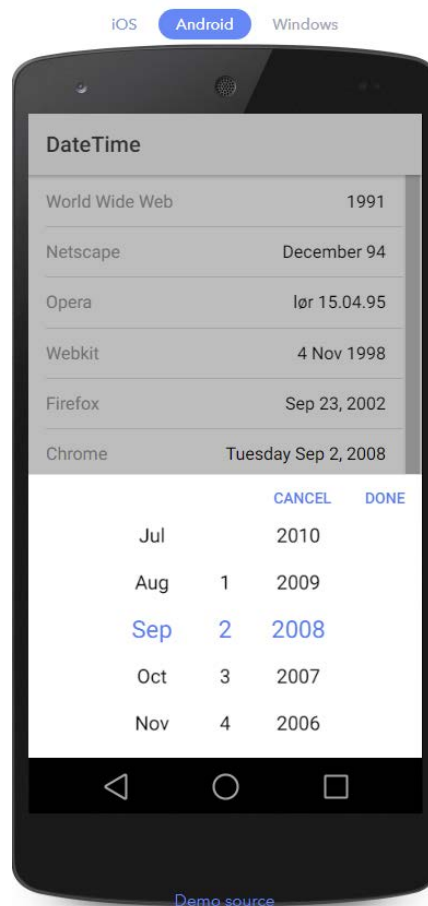 iOS Android Windows
DateTime
World Wide Web 1991
Netscape December 94
Opera lør 15.04.95
Webkit 4 Nov 1998
Firefox Sep 23, 2002
Chrome Tuesday Sep 2, 2008
CANCEL DONE
Jul 2010
Aug 1 2009
Sep 2 2008
Oct 3 2007
Nov 4 2006
Demo source